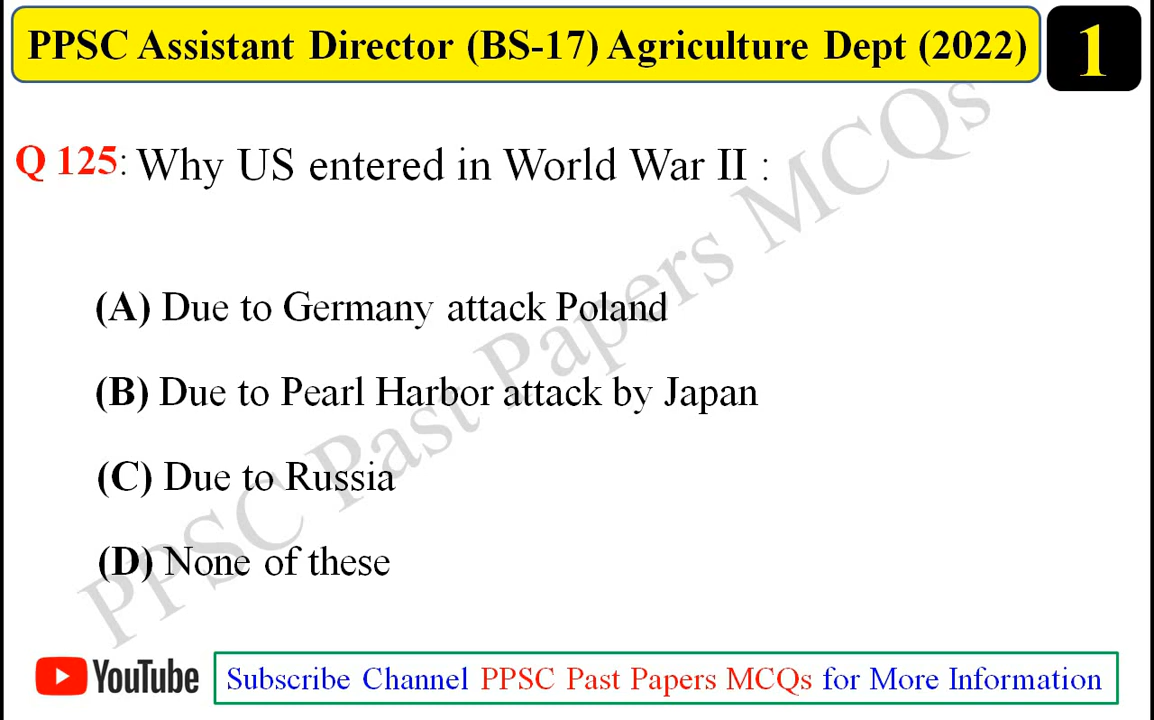 PPSC Assistant Director (BS-17) Agriculture Dept (2022)
1
Q 125: Why US entered in World War II :
(A) Due to Germany attack Poland
(B) Due to Pearl Harbor attack by Japan
(C) Due to Russia
(D) None of these
PPSC Past Papers MCQs
YouTube
Subscribe Channel PPSC Past Papers MCQs for More Information